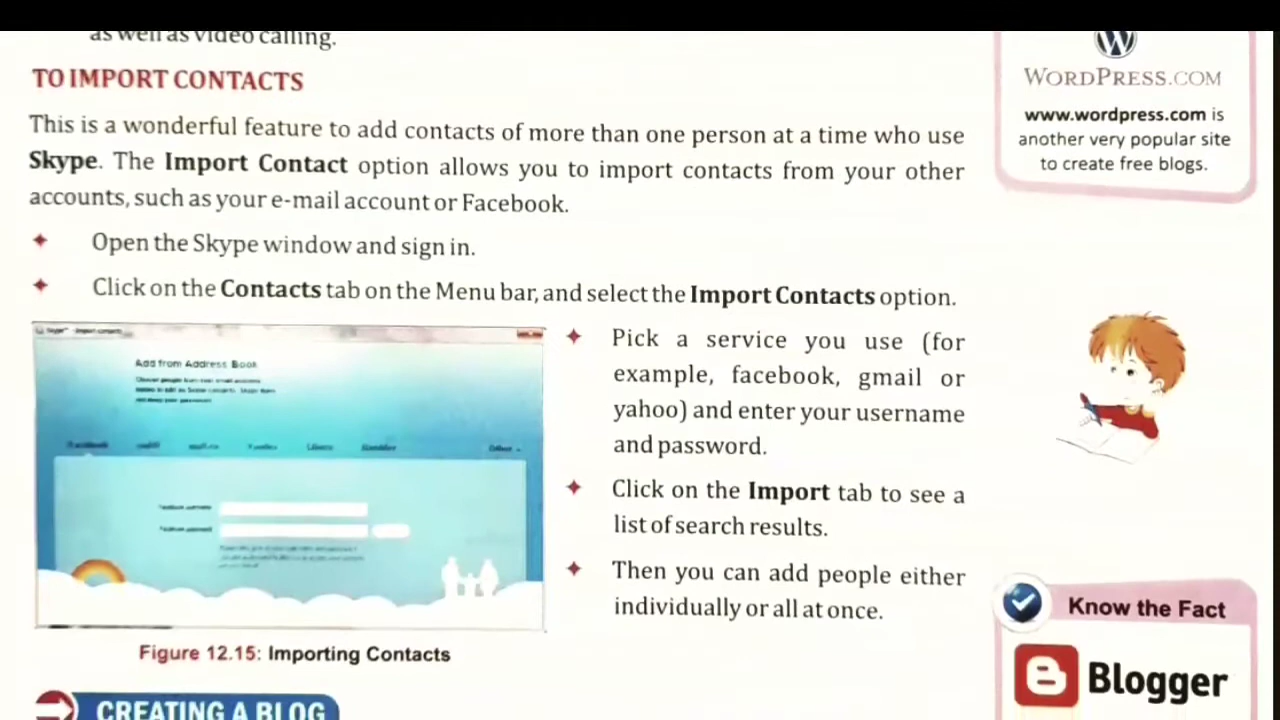 as well as video calling.
TO IMPORT CONTACTS
This is a wonderful feature to add contacts of more than one person at a time who use
Skype. The Import Contact option allows you to import contacts from your other
accounts, such as your e-mail account or Facebook.
Open the Skype window and sign in.
Click on the Contacts tab on the Menu bar, and select the Import Contacts option.
Add from Address Book
Pick a service you use (for
example, facebook, gmail or
yahoo) and enter your username
and password.
Click on the Import tab to see a
list of search results.
Then you can add people either
individually or all at once.
Figure 12.15: Importing Contacts
CREATING A BLOG
W
WORDPRESS.COM
www.wordpress.com is
another very popular site
to create free blogs.
Know the Fact
Blogger